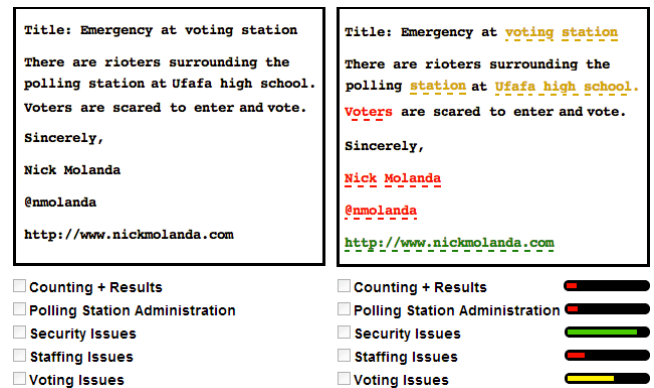 Title: Emergency at voting station
There are rioters surrounding the
polling station at Ufafa high school.
Voters are scared to enter and vote.
Sincerely,
Nick Molanda
@nmolanda
http://www.nickmolanda.com
Counting + Results
Polling Station Administration
Security Issues
Staffing Issues
Voting Issues
Title: Emergency at voting station
There are rioters surrounding the
polling station at Ufafa high school.
Voters are scared to enter and vote.
Sincerely,
Nick Molanda
@nmolanda
http://www.nickmolanda.com
Counting + Results
Polling Station Administration
Security Issues
Staffing Issues
Voting Issues